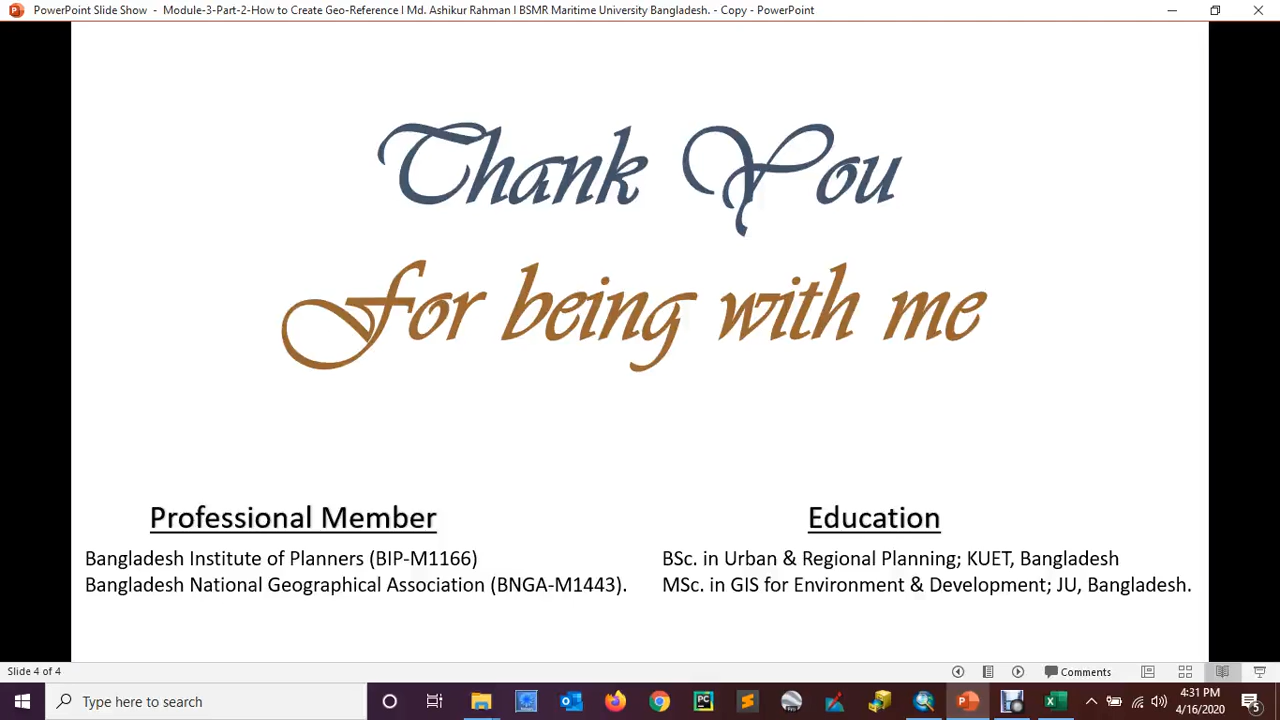 PowerPoint Slide Show - Module-3-Part-2-How to Create Geo-Reference I Md. Ashikur Rahman I BSMR Maritime University Bangladesh. - Copy - PowerPoint
Thank You
For being with me
Professional Member
Bangladesh Institute of Planners (BIP-M1166)
Bangladesh National Geographical Association (BNGA-M1443).
Education
BSc. in Urban & Regional Planning; KUET, Bangladesh
MSc. in GIS for Environment & Development; JU, Bangladesh.
Slide 4 of 4
Comments
Type here to search
PC
4:31 PM
4/16/2020
5